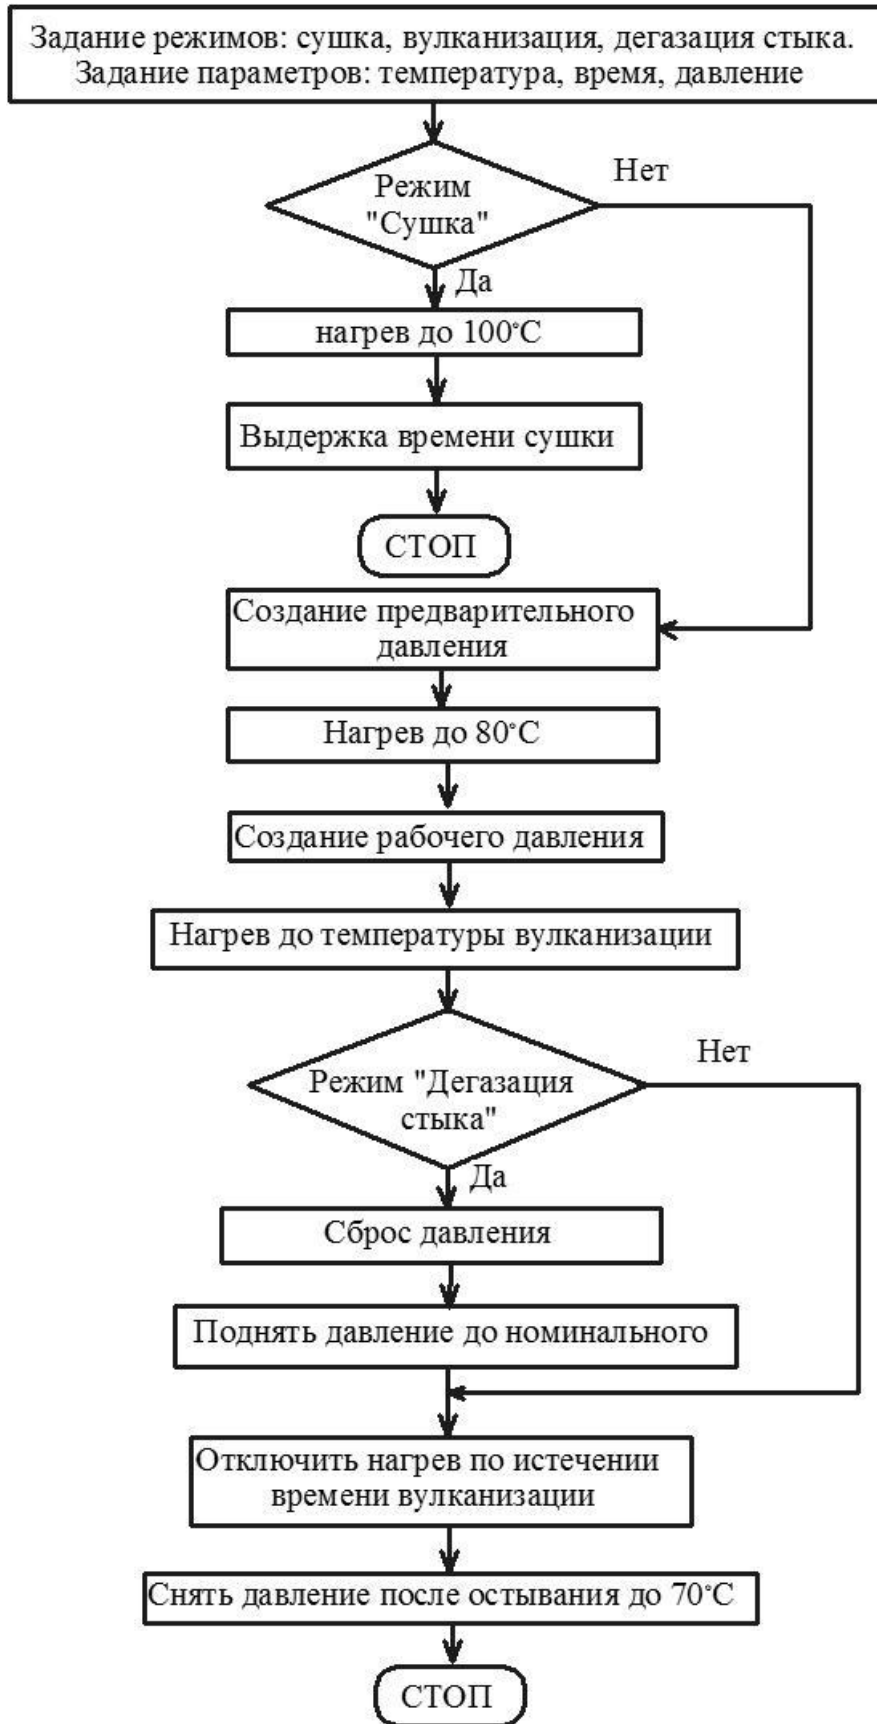 Задание режимов: сушка, вулканизация, дегазация стыка.
Задание параметров: температура, время, давление
Режим
"Сушка"
Нет
Да
нагрев до 100°С
Выдержка времени сушки
СТОП
Создание предварительного
давления
Нагрев до 80°С
Создание рабочего давления
Нагрев до температуры вулканизации
Режим "Дегазация
стыка"
Нет
Да
Сброс давления
Поднять давление до номинального
Отключить нагрев по истечении
времени вулканизации
Снять давление после остывания до 70°С
СТОП